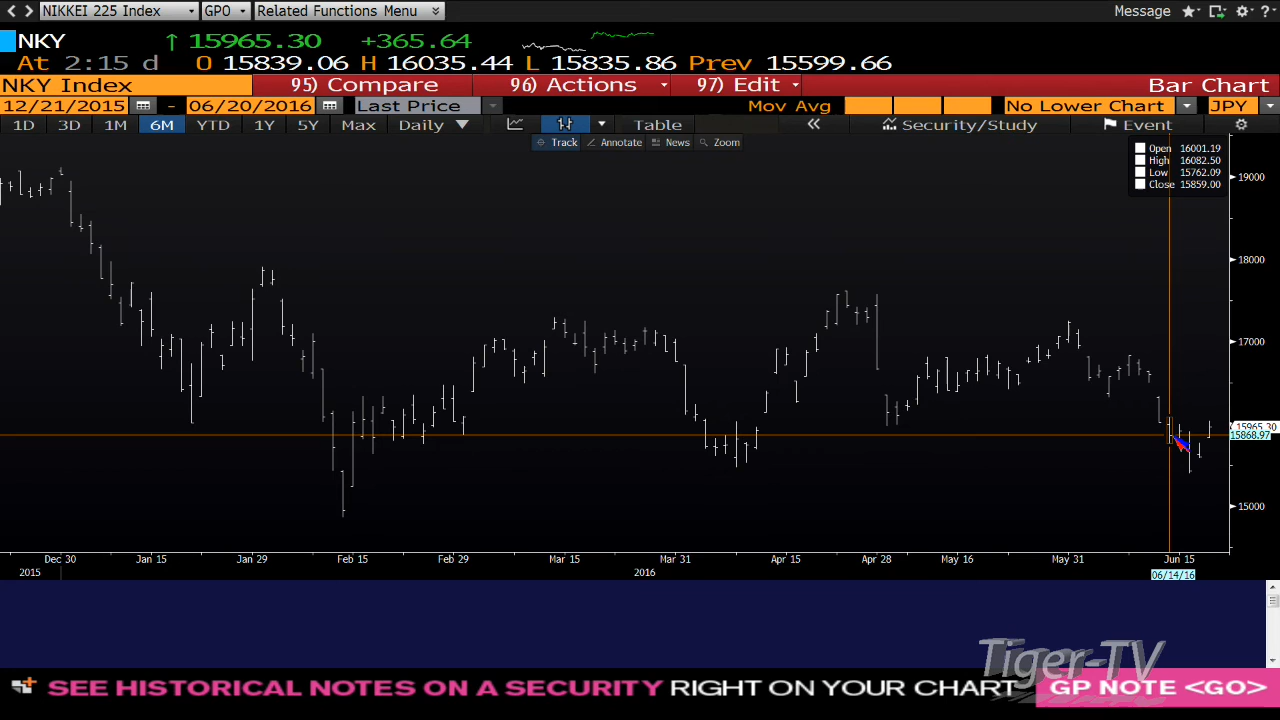 NIKKEI 225 Index GPO Related Functions Menu Message ?
NKY ↑ 15965.30 +365.64
At 2:15 d O 15839.06 H 16035.44 L 15835.86 Prev 15599.66
NKY Index 95) Compare 96) Actions 97) Edit Bar Chart
12/21/2015 - 06/20/2016 Last Price Mov Avg No Lower Chart JPY
1D 3D 1M 6M YTD 1Y 5Y Max Daily Table « Security/Study Event
Track Annotate News Zoom
Open 16001.19
High 16082.50
Low 15762.09
Close 15859.00
19000
18000
17000
15965.30
15868.97
15000
Dec 30 Jan 15 Jan 29 Feb 15 Feb 29 Mar 15 Mar 31 Apr 15 Apr 28 May 16 May 31 Jun 15
2015 2016 06/14/16
Tiger-TV
SEE HISTORICAL NOTES ON A SECURITY RIGHT ON YOUR CHART GP NOTE <GO>